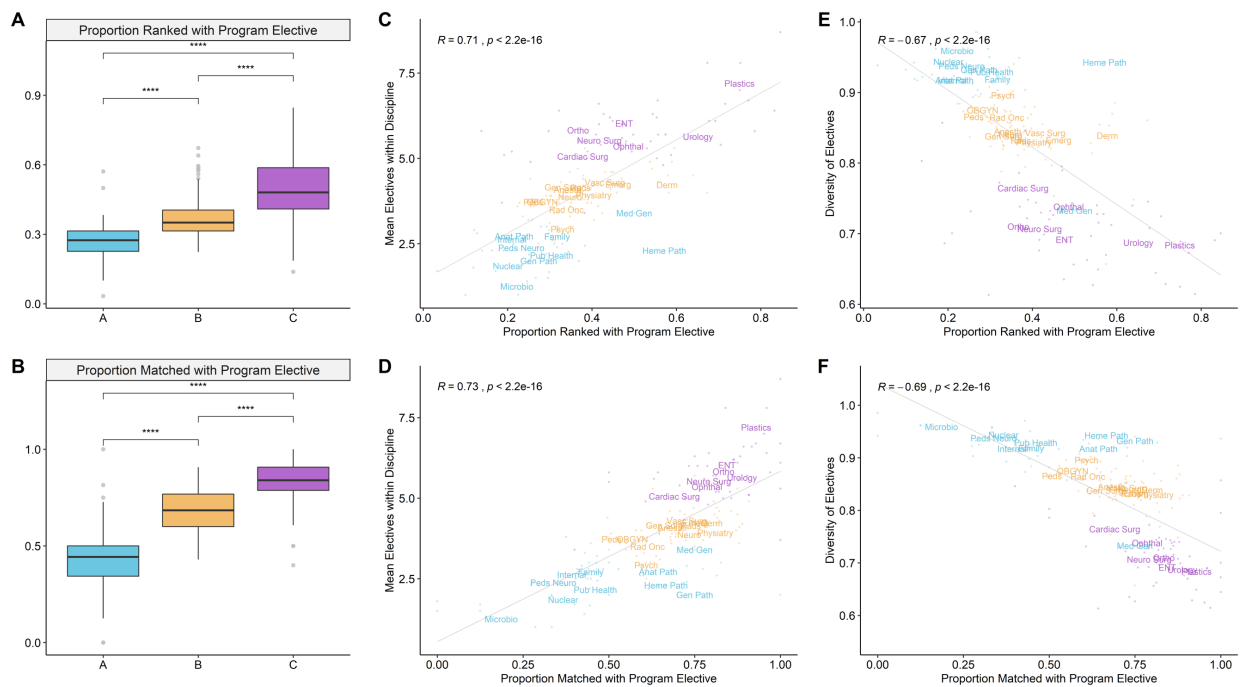 A
Proportion Ranked with Program Elective
****
****
****
0.9
0.6
0.3
0.0
A B C
B
Proportion Matched with Program Elective
****
****
****
1.0
0.5
0.0
A B C
C
R = 0.71 , p < 2.2e-16
Mean Electives within Discipline
7.5
5.0
2.5
Plastics
ENT
Ortho
Urology
Neuro Surg
Ophthal
Cardiac Surg
Vasc Surg
Derm
Physiatry
OBGYN
Rad Onc
Med Gen
Psych
Family
Anat Path
Internal
Peds Neuro
Heme Path
Pub Health
Gen Path
Nuclear
Microbio
0.0 0.2 0.4 0.6 0.8
Proportion Ranked with Program Elective
D
R = 0.73 , p < 2.2e-16
Mean Electives within Discipline
7.5
5.0
2.5
Plastics
ENT
Ortho
Urology
Neuro Surg
Ophthal
Cardiac Surg
Vasc Surg
Derm
Gen Surg
Physiatry
Neuro
Peds
OBGYN
Rad Onc
Med Gen
Psych
Anat Path
Family
Internal
Peds Neuro
Heme Path
Pub Health
Gen Path
Nuclear
Microbio
0.00 0.25 0.50 0.75 1.00
Proportion Matched with Program Elective
E
R = −0.67 , p < 2.2e-16
Diversity of Electives
1.0
0.9
0.8
0.7
0.6
Microbio
Nuclear
Heme Path
Peds Neuro
Gen Path
Pub Health
Anat Path
Family
Psych
OBGYN
Peds
Rad Onc
Vasc Surg
Derm
Emerg
Physiatry
Cardiac Surg
Ophthal
Med Gen
Ortho
Neuro Surg
ENT
Urology
Plastics
0.0 0.2 0.4 0.6 0.8
Proportion Ranked with Program Elective
F
R = −0.69 , p < 2.2e-16
Diversity of Electives
1.0
0.9
0.8
0.7
0.6
Microbio
Nuclear
Heme Path
Peds Neuro
Pub Health
Gen Path
Internal
Family
Anat Path
Psych
OBGYN
Peds
Rad Onc
Derm
Physiatry
Cardiac Surg
Ophthal
Med Gen
Ortho
Neuro Surg
ENT
Urology
Plastics
0.00 0.25 0.50 0.75 1.00
Proportion Matched with Program Elective